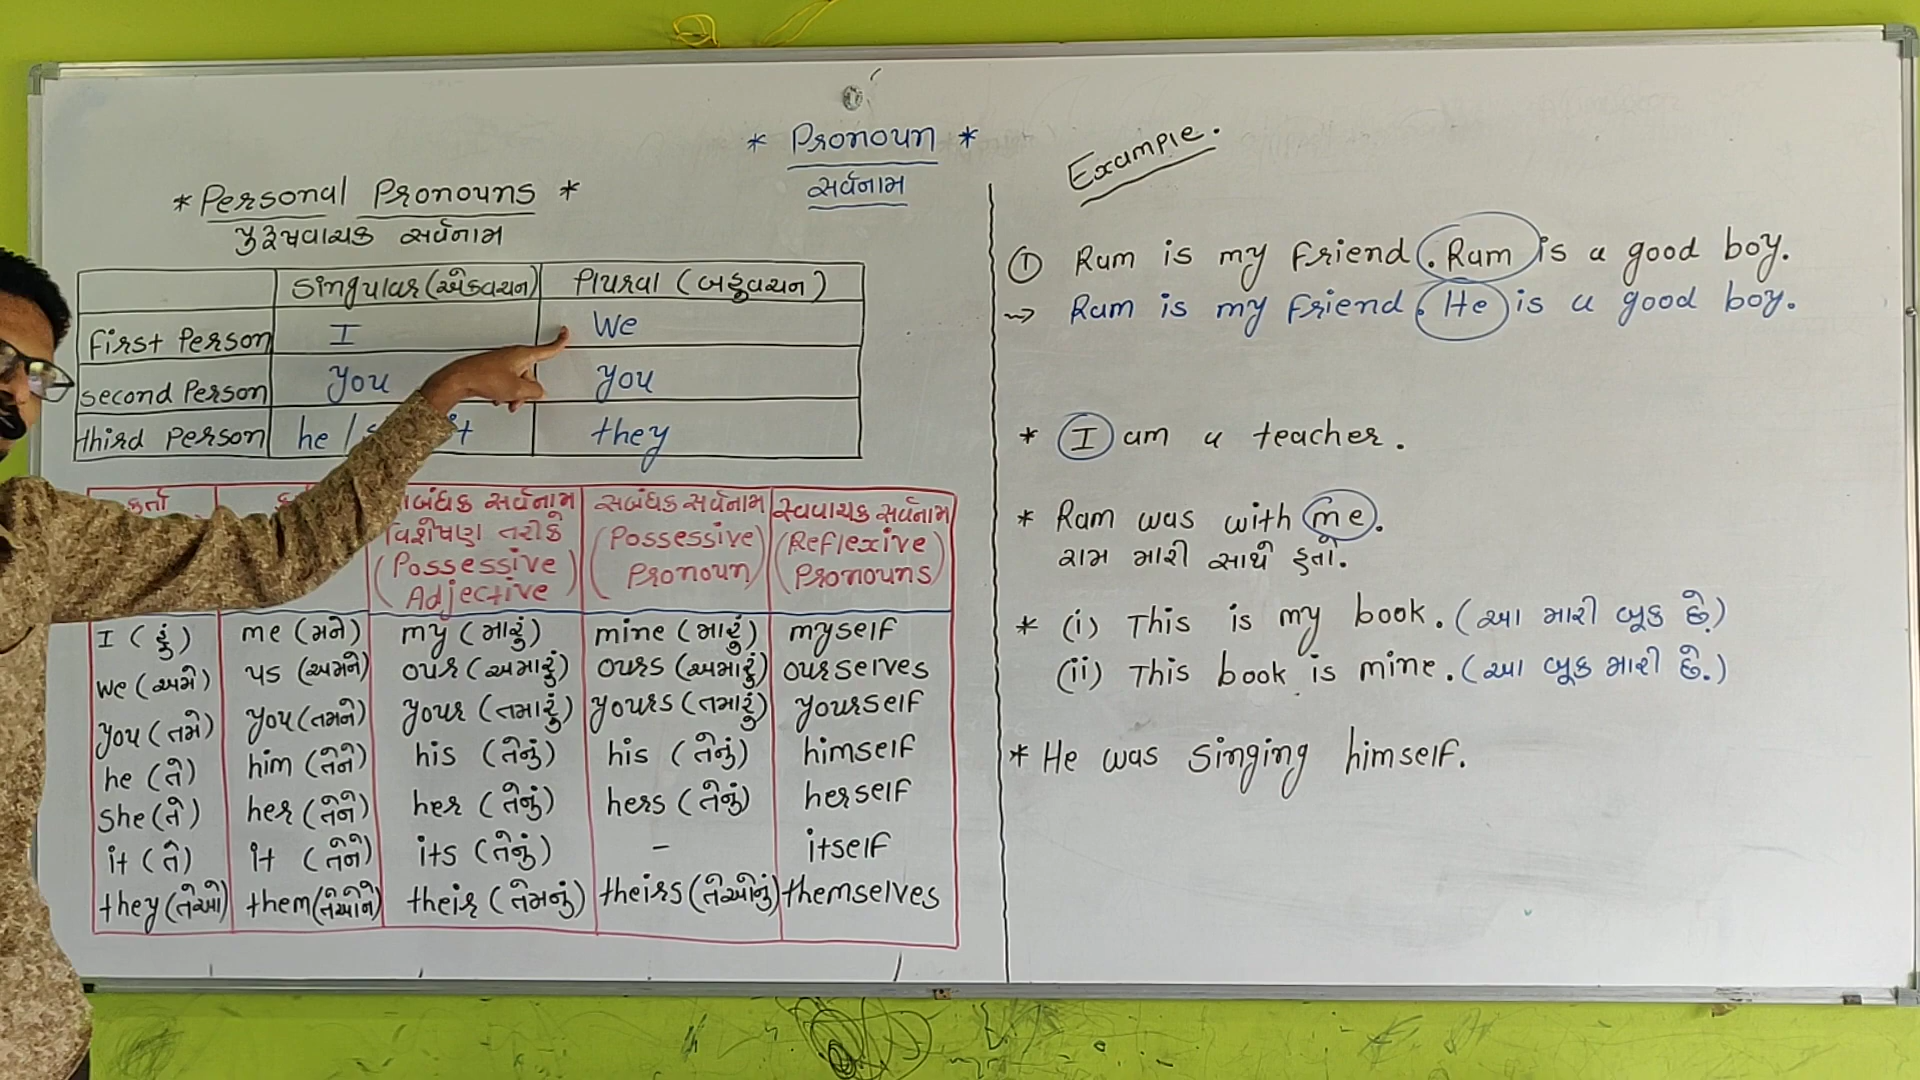 * Pronoun *
સર્વનામ
* Personal Pronouns *
પુરૂષવાચક સર્વનામ
Singular (એકવચન) Plural (બહુવચન)
First Person I We
Second Person you you
third Person he / it they
કર્તા સબંધક સર્વનામ સબંધક સર્વનામ સ્વવાચક સર્વનામ
વિશેષણ તરીકે (Possessive (Reflexive
(Possessive Pronoun) Pronouns)
Adjective)
I (હું) me (મને) my (મારું) mine (મારું) myself
we (અમે) us (અમને) our (અમારું) ours (અમારું) ourselves
you (તમે) you (તમને) your (તમારું) yours (તમારું) yourself
he (તે) him (તેને) his (તેનું) his (તેનું) himself
she (તે) her (તેને) her (તેનું) hers (તેનું) herself
it (તે) it (તેને) its (તેનું) - itself
they (તેઓ) them (તેઓને) their (તેમનું) theirs (તેઓનું) themselves
Example.
① Ram is my friend. Ram is a good boy.
~> Ram is my friend. He is a good boy.
* I am a teacher.
* Ram was with me.
રામ મારી સાથે હતો.
* (i) This is my book. (આ મારી બૂક છે.)
(ii) This book is mine. (આ બૂક મારી છે.)
* He was singing himself.